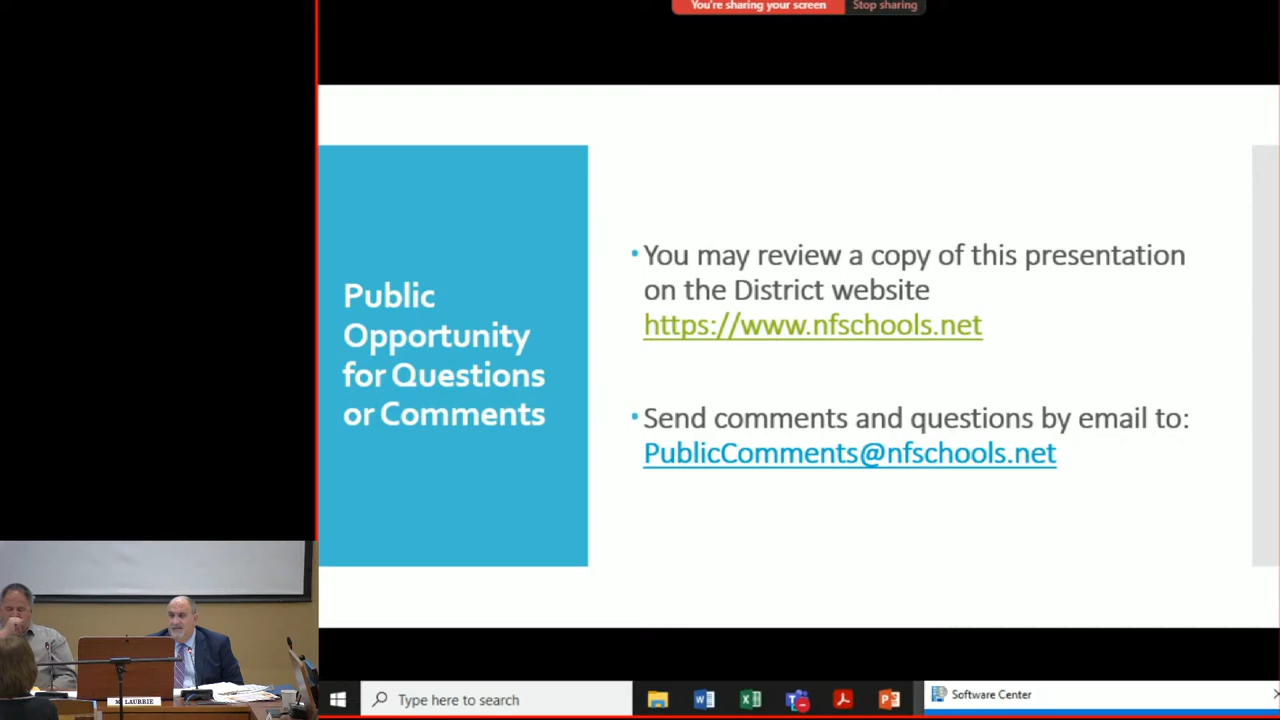 You're sharing your screen
Stop sharing
Public
Opportunity
for Questions
or Comments
• You may review a copy of this presentation
on the District website
https://www.nfschools.net
• Send comments and questions by email to:
PublicComments@nfschools.net
M. LAURRIE
Type here to search
Software Center